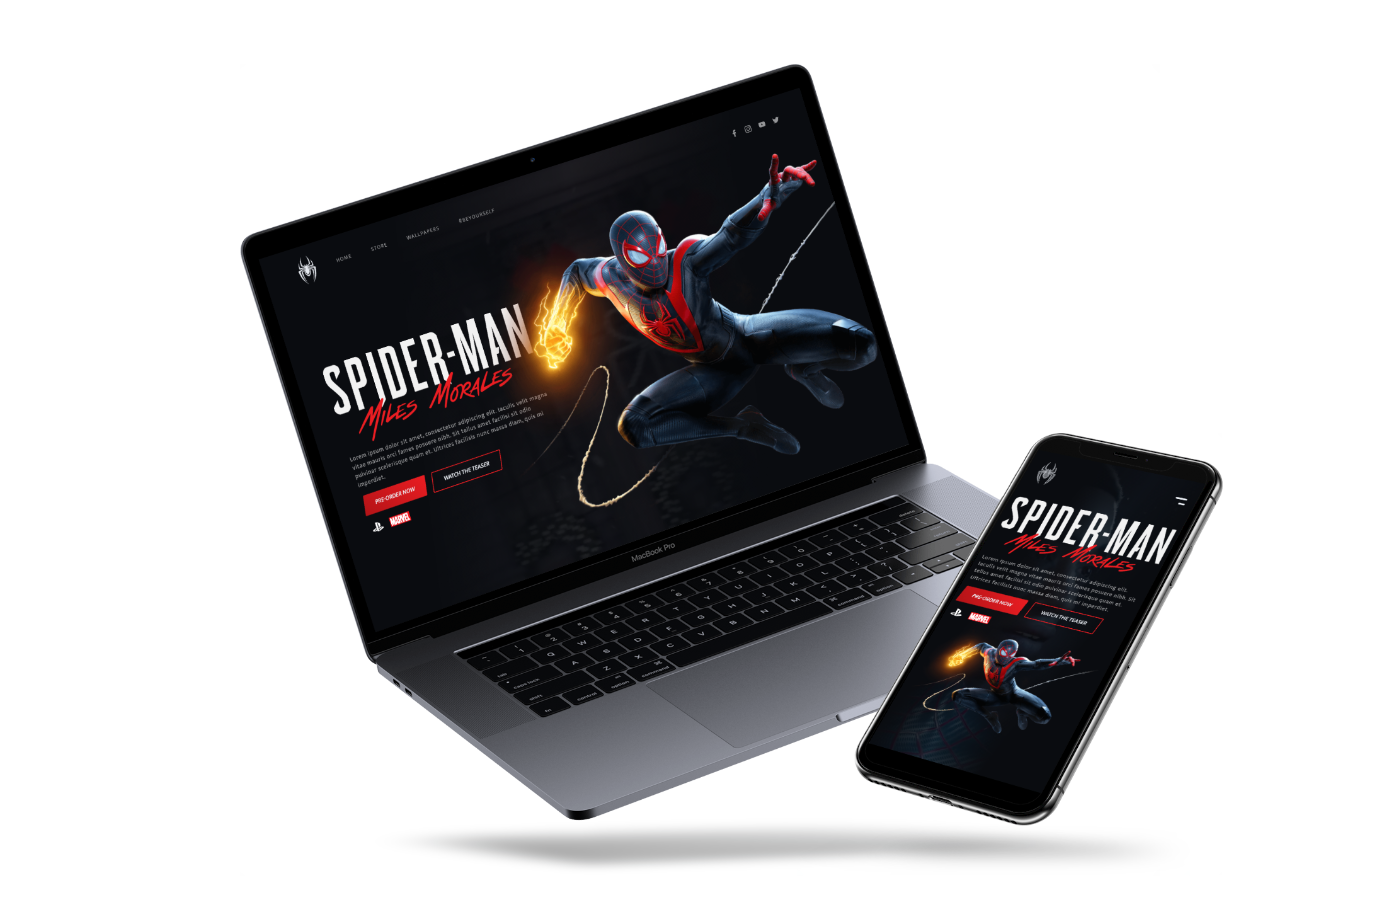 HOME STORE WALLPAPERS #BEYOURSELF
SPIDER-MAN
MILES MORALES
Lorem ipsum dolor sit amet, consectetur adipiscing elit. Iaculis velit magna
vitae mauris orci fames posuere nibh. Sit tellus amet facilisi sit odio
pulvinar scelerisque quam et. Ultrices facilisis nunc massa diam, quis mi
imperdiet.
PRE-ORDER NOW WATCH THE TEASER
MARVEL
MacBook Pro
SPIDER-MAN
MILES MORALES
Lorem ipsum dolor sit amet, consectetur adipiscing elit.
Iaculis velit magna vitae mauris orci fames posuere nibh. Sit
tellus amet facilisi sit odio pulvinar scelerisque quam et.
Ultrices facilisis nunc massa diam, quis mi imperdiet.
PRE-ORDER NOW WATCH THE TEASER
MARVEL